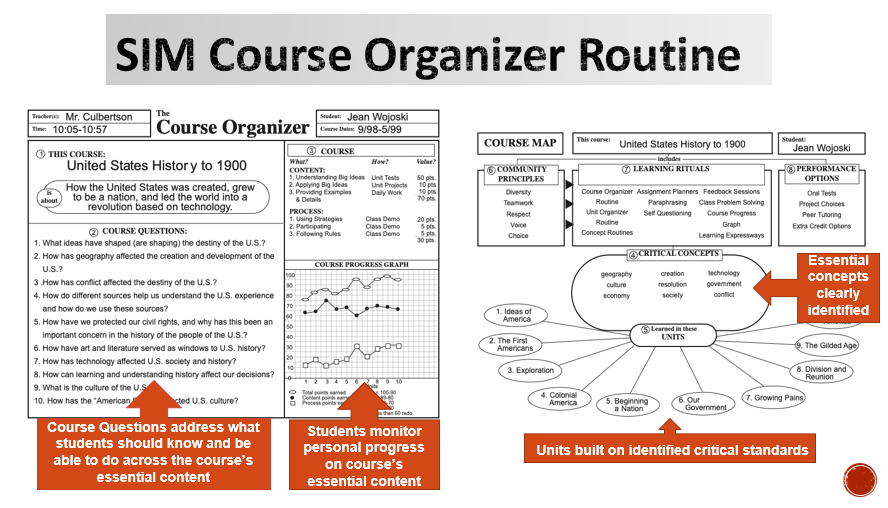 SIM Course Organizer Routine
Teacher(s): Mr. Culbertson
Time: 10:05-10:57
The
Course Organizer
Student: Jean Wojoski
Course Dates: 9/98-5/99
1 THIS COURSE:
United States History to 1900
is about
How the United States was created, grew
to be a nation, and led the world into a
revolution based on technology.
2 COURSE QUESTIONS:
1. What ideas have shaped (are shaping) the destiny of the U.S.?
2. How has geography affected the creation and development of the
U.S.?
3 .How has conflict affected the destiny of the U.S.?
4. How do different sources help us understand the U.S. experience
and how do we use these sources?
5. How have we protected our civil rights, and why has this been an
important concern in the history of the people of the U.S.?
6. How have art and literature served as windows to U.S. history?
7. How has technology affected U.S. society and history?
8. How can learning and understanding history affect our decisions?
9. What is the culture of the U.S.
10. How has the "American cted U.S. culture?
Course Questions address what
students should know and be
able to do across the course's
essential content
3 COURSE
What? How? Value?
CONTENT:
1. Understanding Big Ideas Unit Tests 50 pts.
2. Applying Big Ideas Unit Projects 10 pts
3. Providing Examples Daily Work 10 pts
& Details 70 pts.
PROCESS:
1. Using Strategies Class Demo 20 pts.
2. Participating Class Demo 5 pts.
3. Following Rules Class Demo 5 pts.
30 pts.
COURSE PROGRESS GRAPH
100
90
80
70
60
50
40
30
20
10
0
1 2 3 4 5 6 7 8 9 10
Total points earned = 100-90
Content points earne 89-80
Process points e -70
ss than 60 redo
Students monitor
personal progress
on course's
essential content
COURSE MAP
This course: United States History to 1900
Student:
Jean Wojoski
includes
6 COMMUNITY
PRINCIPLES
Diversity
Teamwork
Respect
Voice
Choice
7 LEARNING RITUALS
Course Organizer Assignment Planners Feedback Sessions
Routine Paraphrasing Class Problem Solving
Unit Organizer Self Questioning Course Progress
Routine Graph
Concept Routines Learning Expressways
8 PERFORMANCE
OPTIONS
Oral Tests
Project Choices
Peer Tutoring
Extra Credit Options
4 CRITICAL CONCEPTS
geography creation technology
culture resolution government
economy society conflict
Essential
concepts
clearly
identified
5 Learned in these
UNITS
1. Ideas of
America
2. The First
Americans
3. Exploration
4. Colonial
America
5. Beginning
a Nation
6. Our
Government
7. Growing Pains
8. Division and
Reunion
9. The Gilded Age
Units built on identified critical standards